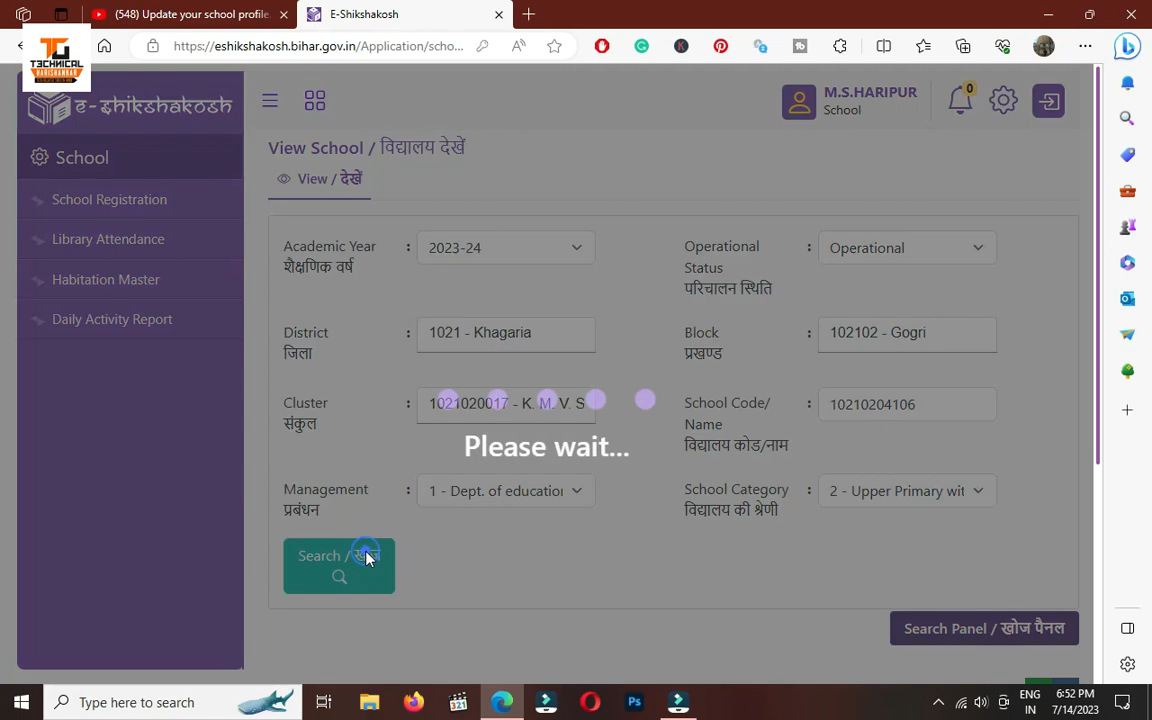 (548) Update your school profile.
E-Shikshakosh
https://eshikshakosh.bihar.gov.in/Application/scho...
TECHNICAL
HARISHANKAR
e-shikshakosh
M.S.HARIPUR
School
0
School
School Registration
Library Attendance
Habitation Master
Daily Activity Report
View School / विद्यालय देखें
View / देखें
Academic Year : 2023-24
शैक्षणिक वर्ष
Operational : Operational
Status
परिचालन स्थिति
District : 1021 - Khagaria
जिला
Block : 102102 - Gogri
प्रखण्ड
Cluster : 1021020017 - K. M. V. S
संकुल
School Code/ : 10210204106
Name
विद्यालय कोड/नाम
Please wait...
Management : 1 - Dept. of education
प्रबंधन
School Category : 2 - Upper Primary wit
विद्यालय की श्रेणी
Search / खोज
Search Panel / खोज पैनल
Type here to search
ENG
IN
6:52 PM
7/14/2023